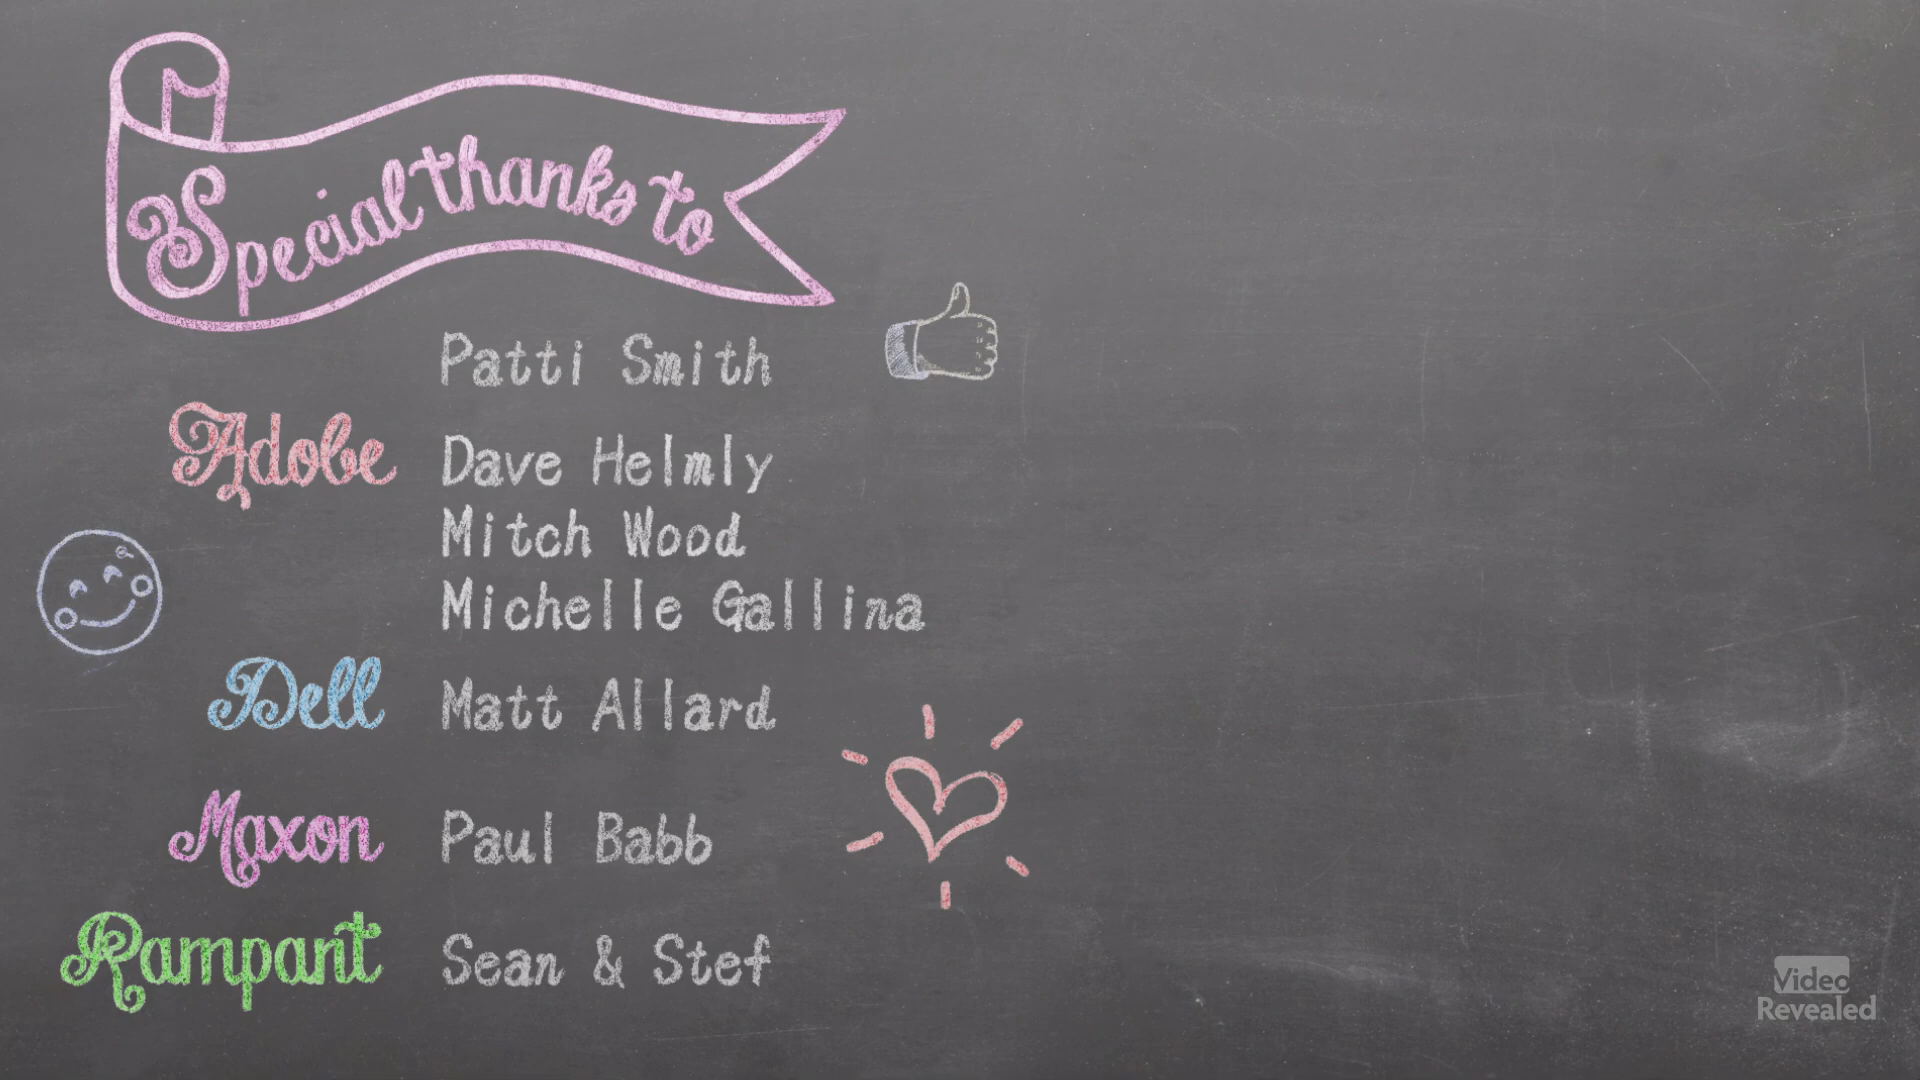 Special thanks to
Patti Smith
Adobe Dave Helmly
Mitch Wood
Michelle Gallina
Dell Matt Allard
Maxon Paul Babb
Rampant Sean & Stef
Video
Revealed